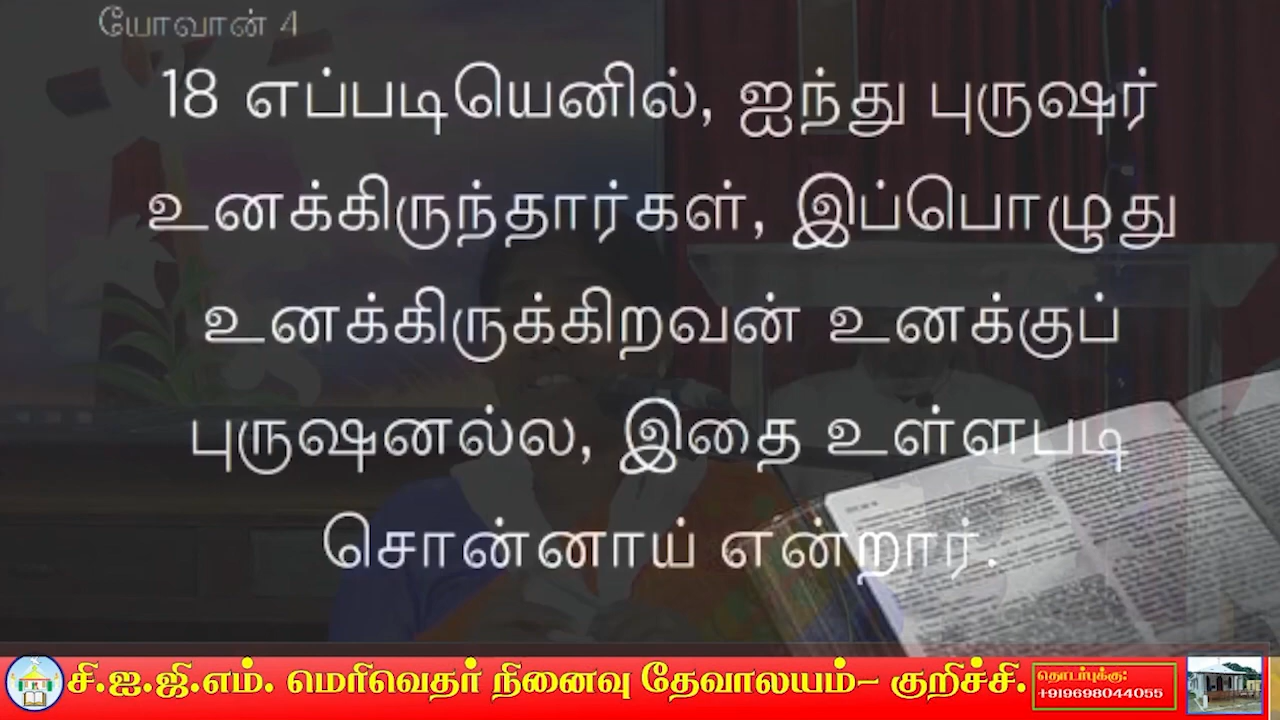 யோவான் 4
18 எப்படியெனில், ஐந்து புருஷர்
உனக்கிருந்தார்கள், இப்பொழுது
உனக்கிருக்கிறவன் உனக்குப்
புருஷனல்ல, இதை உள்ளபடி
சொன்னாய் என்றார்.
சி.ஐ.ஜி.எம். மெரிவெதர் நினைவு தேவாலயம்- குறிச்சி.
தொடர்புக்கு:
+919698044055